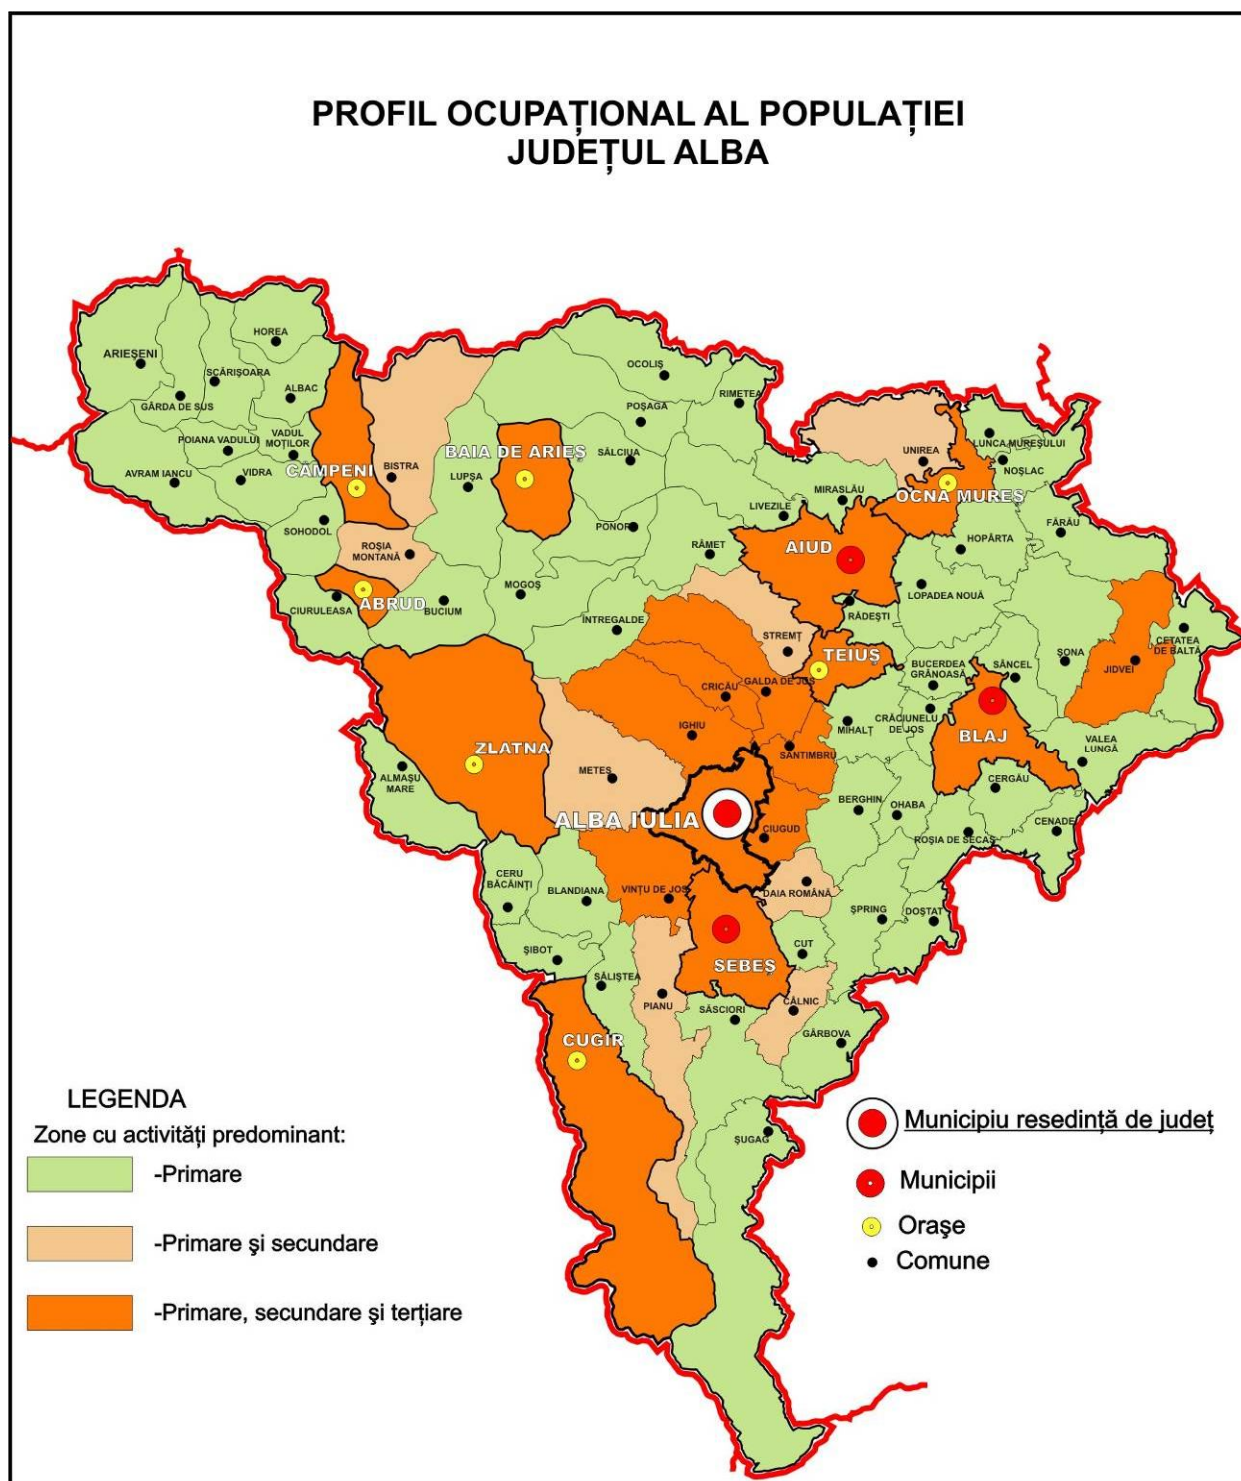 PROFIL OCUPAȚIONAL AL POPULAȚIEI
JUDEȚUL ALBA
HOREA
ARIEȘENI
SCĂRIȘOARA
ALBAC
GÂRDA DE SUS
OCOLIȘ
RIMETEA
POȘAGA
POIANA VADULUI
VADUL
MOȚILOR
AVRAM IANCU
VIDRA
CÂMPENI
BISTRA
BAIA DE ARIEȘ
LUPȘA
SĂLCIUA
UNIREA
LUNCA MUREȘULUI
NOȘLAC
OCNA MUREȘ
MIRASLĂU
LIVEZILE
SOHODOL
PONOR
FĂRĂU
HOPÂRTA
ROȘIA
MONTANĂ
RÂMET
AIUD
CIURULEASA
ABRUD
BUCIUM
MOGOȘ
LOPADEA NOUĂ
RĂDEȘTI
ÎNTREGALDE
STREMȚ
CETATEA
DE BALTĂ
TEIUȘ
ȘONA
JIDVEI
BUCERDEA
GRÂNOASĂ
SÂNCEL
GALDA DE JOS
CRICĂU
IGHIU
MIHALȚ
CRĂCIUNELU
DE JOS
BLAJ
VALEA
LUNGĂ
ZLATNA
SANTIMBRU
METES
ALMAȘU
MARE
CERGĂU
BERGHIN
OHABA
ALBA IULIA
CIUGUD
ROȘIA DE SECAȘ
CENADE
CERU
BĂCĂINȚI
BLANDIANA
VINȚU DE JOS
DAIA ROMÂNĂ
ȘPRING
DOȘTAT
ȘIBOT
CUT
SEBEȘ
SĂLIȘTEA
PIANU
CÂLNIC
SĂSCIORI
GÂRBOVA
CUGIR
ȘUGAG
LEGENDA
Zone cu activități predominant:
-Primare
-Primare și secundare
-Primare, secundare și terțiare
Municipiu resedință de județ
Municipii
Orașe
Comune